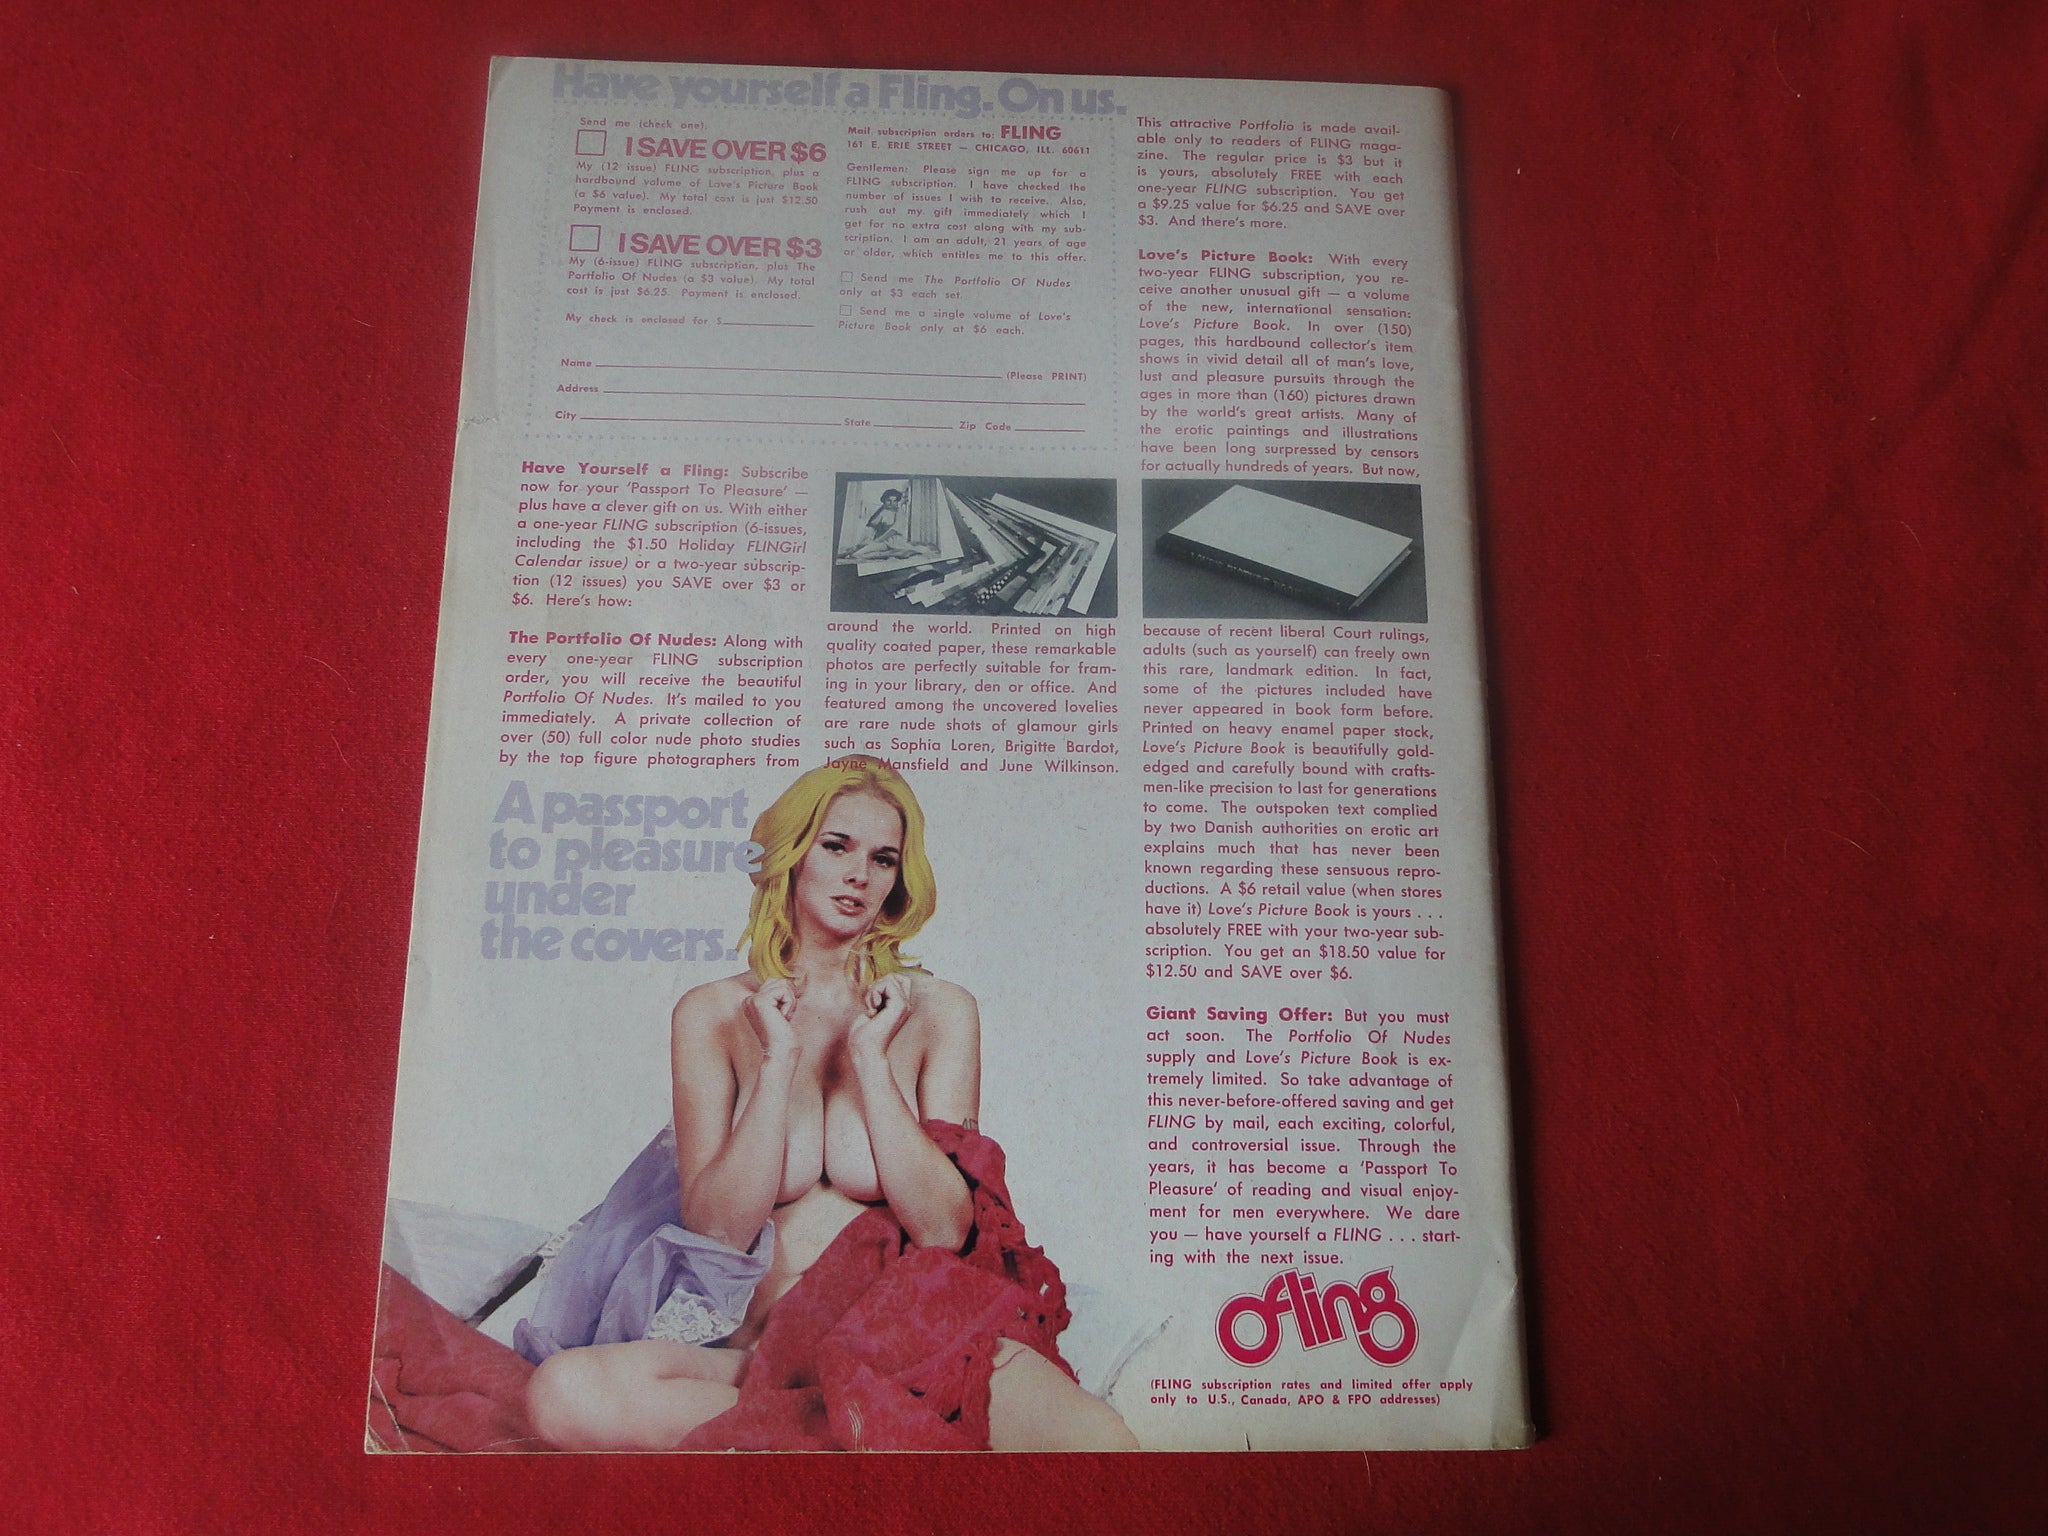 Have yourself a Fling. On us.
Send me (check one).
I SAVE OVER $6
My (12 issue) FLING subscription, plus a
hardbound volume of Love's Picture Book
(a $6 value). My total cost is just $12.50
Payment is enclosed.
I SAVE OVER $3
My (6-issue) FLING subscription, plus The
Portfolio Of Nudes (a $3 value). My total
cost is just $6.25. Payment is enclosed.
My check is enclosed for $
Mail subscription orders to: FLING
161 E. ERIE STREET — CHICAGO, ILL. 60611
Gentlemen: Please sign me up for a
FLING subscription. I have checked the
number of issues I wish to receive. Also,
rush out my gift immediately which I
get for no extra cost along with my sub-
scription. I am an adult, 21 years of age
or older, which entitles me to this offer.
Send me The Portfolio Of Nudes
only at $3 each set.
Send me a single volume of Love's
Picture Book only at $6 each.
Name (Please PRINT)
Address
City State Zip Code
Have Yourself a Fling: Subscribe
now for your 'Passport To Pleasure' —
plus have a clever gift on us. With either
a one-year FLING subscription (6-issues,
including the $1.50 Holiday FLINGirl
Calendar issue) or a two-year subscrip-
tion (12 issues) you SAVE over $3 or
$6. Here's how:
The Portfolio Of Nudes: Along with
every one-year FLING subscription
order, you will receive the beautiful
Portfolio Of Nudes. It's mailed to you
immediately. A private collection of
over (50) full color nude photo studies
by the top figure photographers from
around the world. Printed on high
quality coated paper, these remarkable
photos are perfectly suitable for fram-
ing in your library, den or office. And
featured among the uncovered lovelies
are rare nude shots of glamour girls
such as Sophia Loren, Brigitte Bardot,
Jayne Mansfield and June Wilkinson.
This attractive Portfolio is made avail-
able only to readers of FLING maga-
zine. The regular price is $3 but it
is yours, absolutely FREE with each
one-year FLING subscription. You get
a $9.25 value for $6.25 and SAVE over
$3. And there's more.
Love's Picture Book: With every
two-year FLING subscription, you re-
ceive another unusual gift — a volume
of the new, international sensation:
Love's Picture Book. In over (150)
pages, this hardbound collector's item
shows in vivid detail all of man's love,
lust and pleasure pursuits through the
ages in more than (160) pictures drawn
by the world's great artists. Many of
the erotic paintings and illustrations
have been long surpressed by censors
for actually hundreds of years. But now,
LOVE'S PICTURE BOOK
because of recent liberal Court rulings,
adults (such as yourself) can freely own
this rare, landmark edition. In fact,
some of the pictures included have
never appeared in book form before.
Printed on heavy enamel paper stock,
Love's Picture Book is beautifully gold-
edged and carefully bound with crafts-
men-like precision to last for generations
to come. The outspoken text complied
by two Danish authorities on erotic art
explains much that has never been
known regarding these sensuous repro-
ductions. A $6 retail value (when stores
have it) Love's Picture Book is yours . . .
absolutely FREE with your two-year sub-
scription. You get an $18.50 value for
$12.50 and SAVE over $6.
Giant Saving Offer: But you must
act soon. The Portfolio Of Nudes
supply and Love's Picture Book is ex-
tremely limited. So take advantage of
this never-before-offered saving and get
FLING by mail, each exciting, colorful,
and controversial issue. Through the
years, it has become a 'Passport To
Pleasure' of reading and visual enjoy-
ment for men everywhere. We dare
you — have yourself a FLING . . . start-
ing with the next issue.
A passport
to pleasure
under
the covers.
fling
(FLING subscription rates and limited offer apply
only to U.S., Canada, APO & FPO addresses)